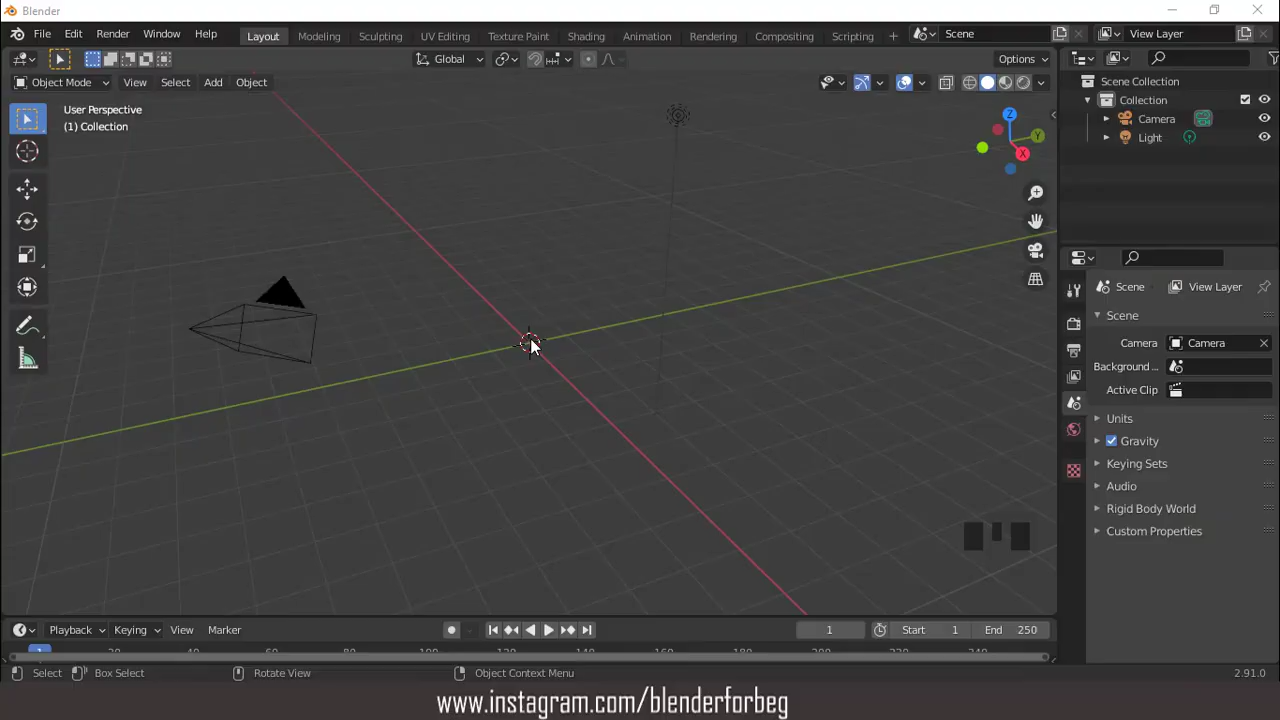 Blender
File Edit Render Window Help Layout Modeling Sculpting UV Editing Texture Paint Shading Animation Rendering Compositing Scripting + Scene View Layer
Global Options
Object Mode View Select Add Object
User Perspective
(1) Collection
Z
Y
X
Scene Collection
Collection
Camera
Light
Scene View Layer
Scene
Camera Camera
Background ...
Active Clip
Units
Gravity
Keying Sets
Audio
Rigid Body World
Custom Properties
Playback Keying View Marker 1 Start 1 End 250
1
Select Box Select Rotate View Object Context Menu 2.91.0
www.instagram.com/blenderforbeg